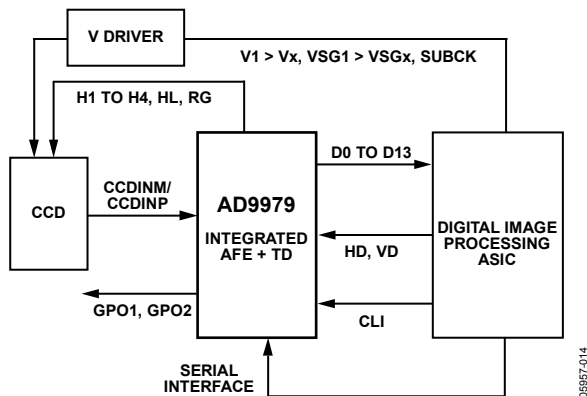 V DRIVER
V1 > Vx, VSG1 > VSGx, SUBCK
H1 TO H4, HL, RG
D0 TO D13
CCDINM/
CCDINP
CCD
AD9979
INTEGRATED
AFE + TD
DIGITAL IMAGE
PROCESSING
ASIC
HD, VD
GPO1, GPO2
CLI
SERIAL
INTERFACE
05957-014